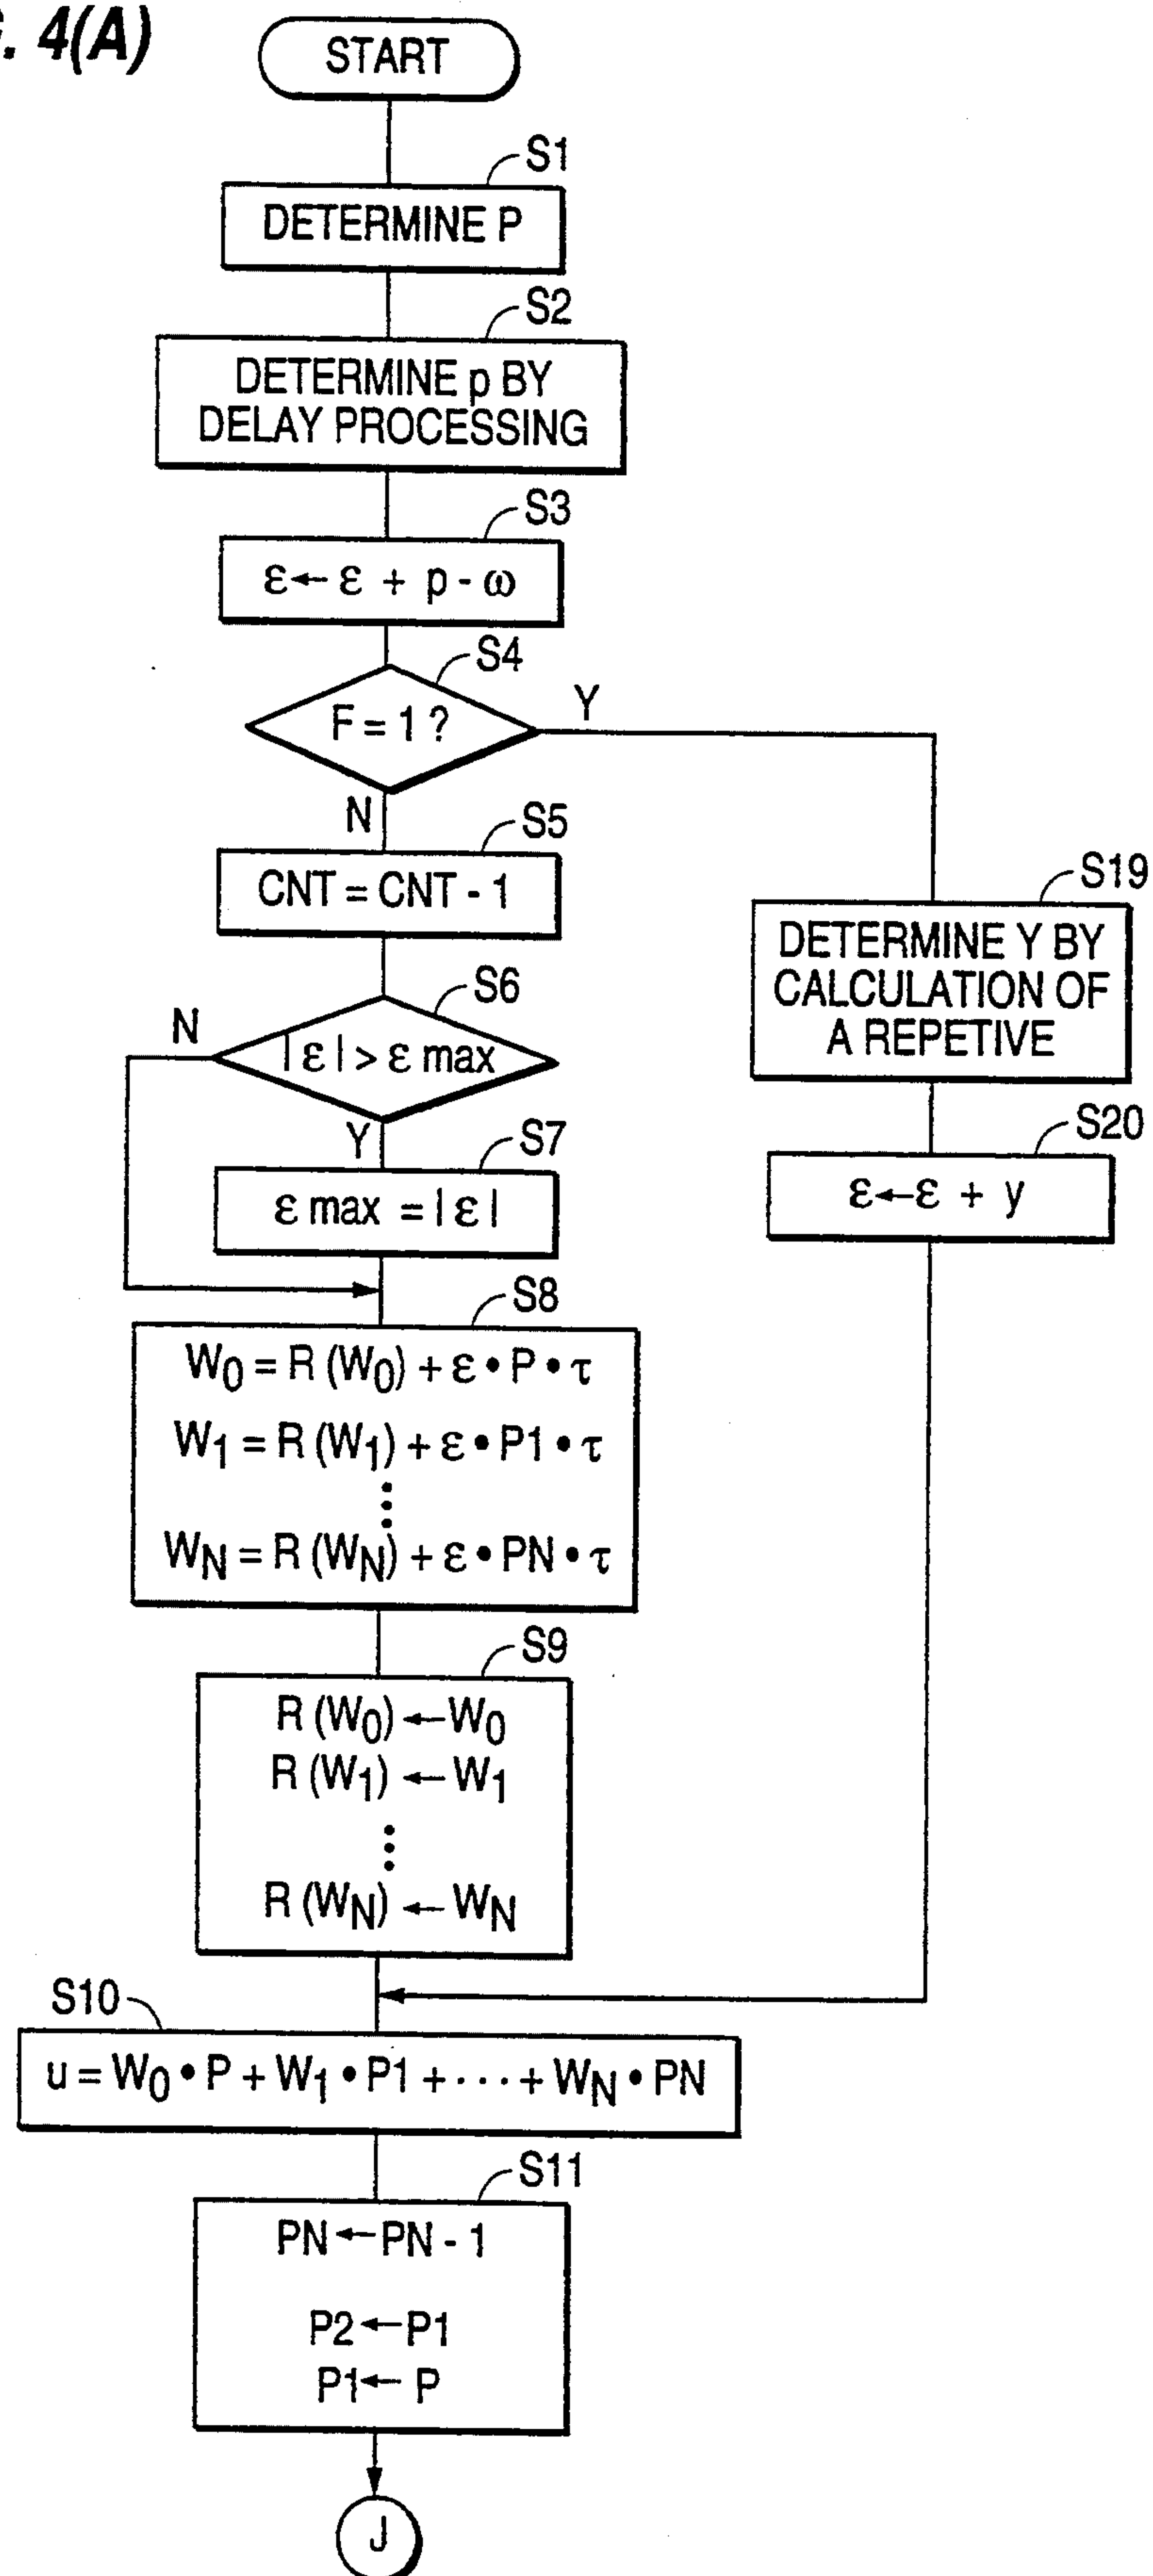 . 4(A)
START
S1
DETERMINE P
S2
DETERMINE p BY
DELAY PROCESSING
S3
ε←ε + p - ω
S4
F = 1 ?
Y
N
S5
CNT = CNT - 1
S6
N
| ε | > ε max
Y
S7
ε max = | ε |
S19
DETERMINE Y BY
CALCULATION OF
A REPETIVE
S20
ε←ε + y
S8
W0 = R (W0) + ε • P • τ
W1 = R (W1) + ε • P1 • τ
⋮
WN = R (WN) + ε • PN • τ
S9
R (W0) ← W0
R (W1) ← W1
⋮
R (WN) ← WN
S10
u = W0 • P + W1 • P1 + · · · + WN • PN
S11
PN ← PN - 1
P2 ← P1
P1 ← P
J